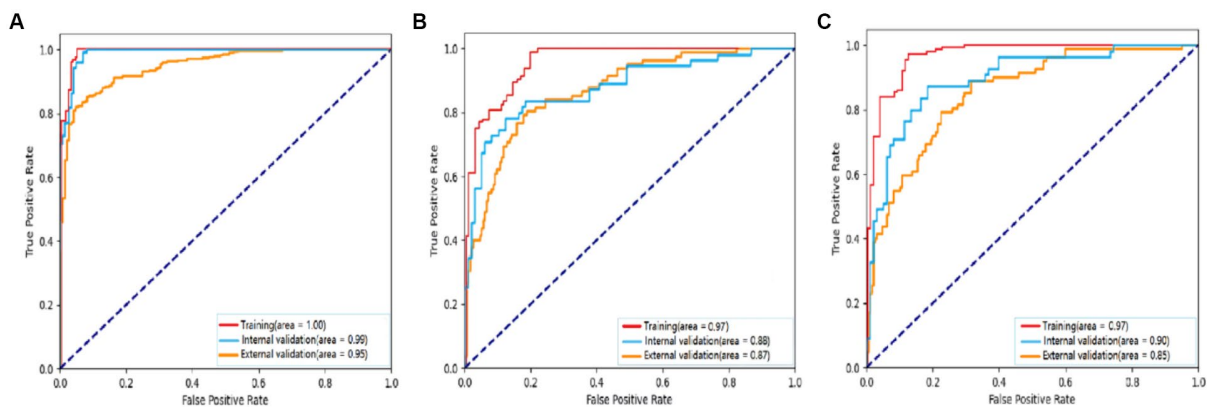 A
B
C
True Positive Rate
1.0
0.8
0.6
0.4
0.2
0.0
Training(area = 1.00)
Internal validation(area = 0.99)
External validation(area = 0.95)
0.0 0.2 0.4 0.6 0.8 1.0
False Positive Rate
True Positive Rate
1.0
0.8
0.6
0.4
0.2
0.0
Training(area = 0.97)
Internal validation(area = 0.88)
External validation(area = 0.87)
0.0 0.2 0.4 0.6 0.8 1.0
False Positive Rate
True Positive Rate
1.0
0.8
0.6
0.4
0.2
0.0
Training(area = 0.97)
Internal validation(area = 0.90)
External validation(area = 0.85)
0.0 0.2 0.4 0.6 0.8 1.0
False Positive Rate